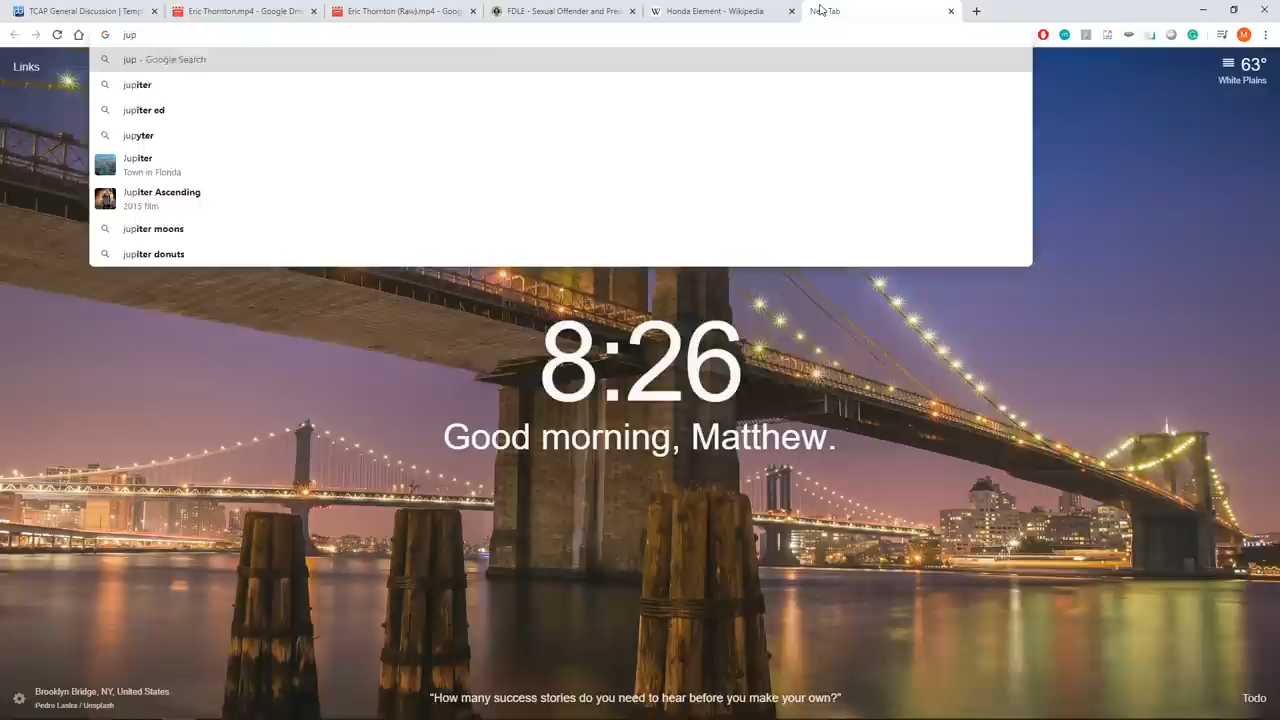 TCAP General Discussion | Templ
Eric Thornton.mp4 - Google Driv
Eric Thornton (Raw).mp4 - Goog
FDLE - Sexual Offender and Pred
Honda Element - Wikipedia
Tab
jup
jup - Google Search
jupiter
jupiter ed
jupyter
Jupiter
Town in Florida
Jupiter Ascending
2015 film
jupiter moons
jupiter donuts
Links
63°
White Plains
8:26
Good morning, Matthew.
Brooklyn Bridge, NY, United States
Pedro Lastra / Unsplash
“How many success stories do you need to hear before you make your own?”
Todo